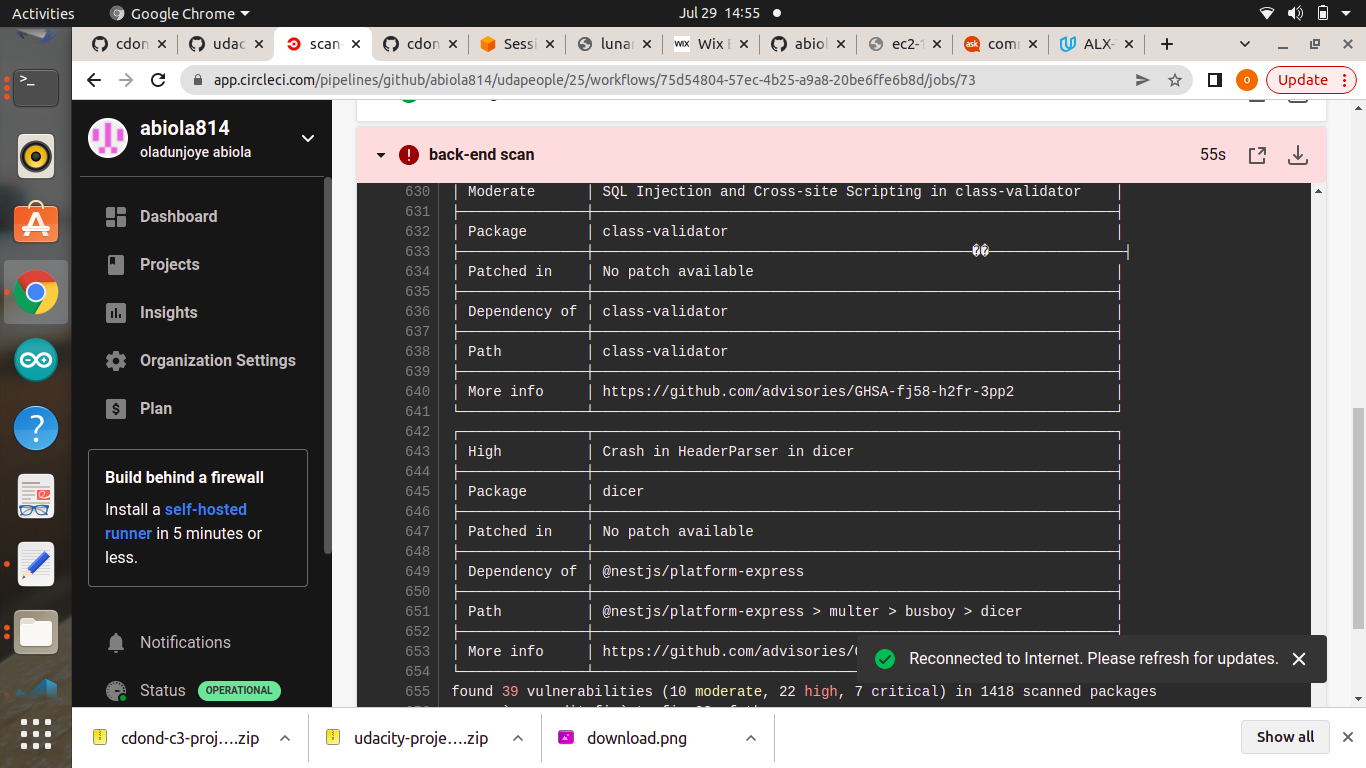 Activities
Google Chrome
Jul 29 14:55
cdon
udac
scan-
cdon
Sessi
lunar
WiX Wix E
abiol
ec2-1
ask com
ALX-
app.circleci.com/pipelines/github/abiola814/udapeople/25/workflows/75d54804-57ec-4b25-a9a8-20be6ffe6b8d/jobs/73
o
Update
abiola814
oladunjoye abiola
Dashboard
Projects
Insights
Organization Settings
Plan
Build behind a firewall
Install a self-hosted
runner in 5 minutes or
less.
Notifications
Status OPERATIONAL
back-end scan
55s
630 Moderate SQL Injection and Cross-site Scripting in class-validator
631
632 Package class-validator
633 ��
634 Patched in No patch available
635
636 Dependency of class-validator
637
638 Path class-validator
639
640 More info https://github.com/advisories/GHSA-fj58-h2fr-3pp2
641
642
643 High Crash in HeaderParser in dicer
644
645 Package dicer
646
647 Patched in No patch available
648
649 Dependency of @nestjs/platform-express
650
651 Path @nestjs/platform-express > multer > busboy > dicer
652
653 More info https://github.com/advisories/
654
655 found 39 vulnerabilities (10 moderate, 22 high, 7 critical) in 1418 scanned packages
Reconnected to Internet. Please refresh for updates.
cdond-c3-proj....zip
udacity-proje....zip
download.png
Show all